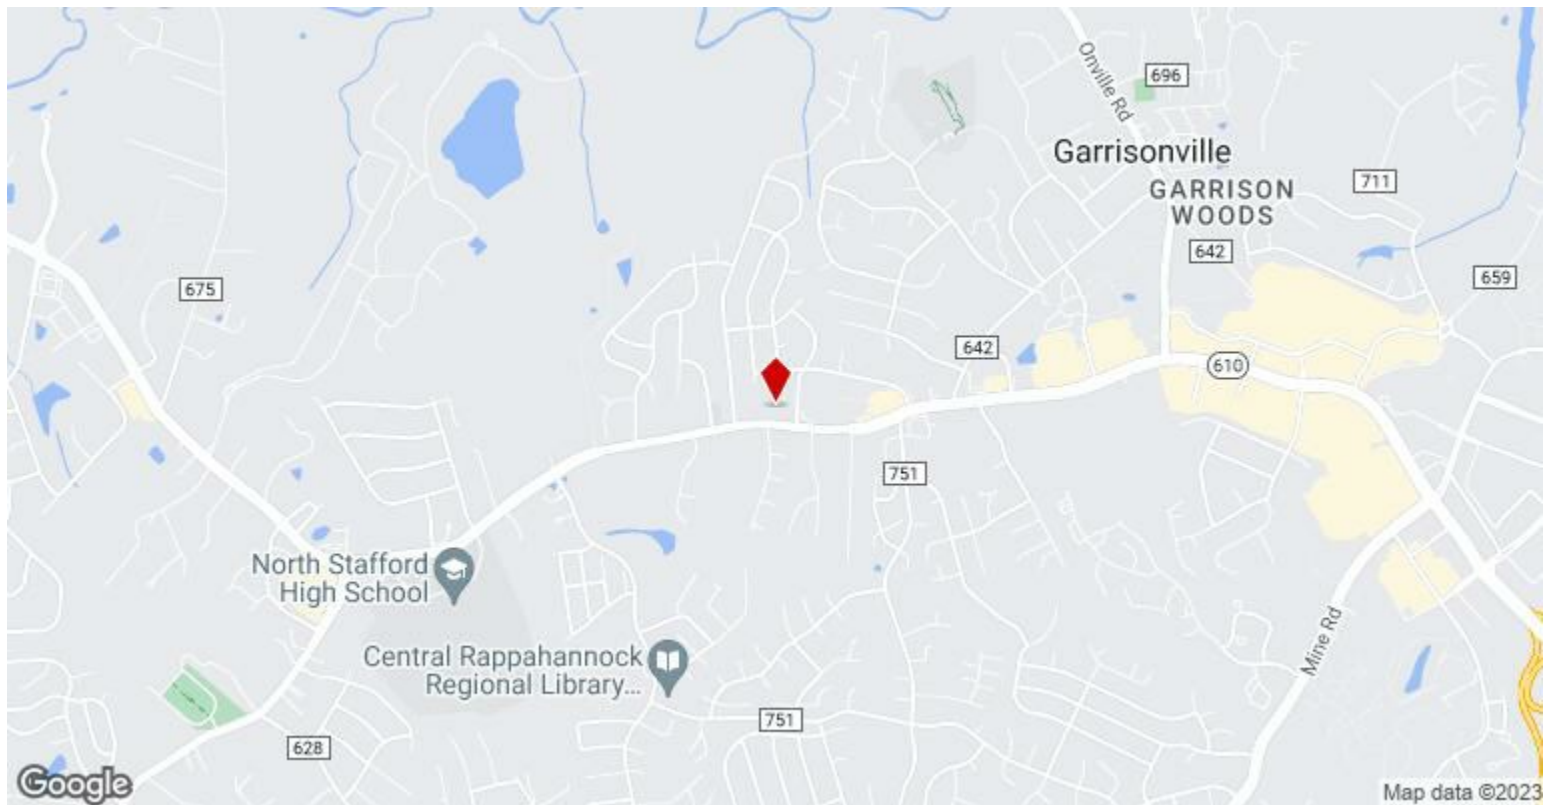 Onville Rd
696
Garrisonville
GARRISON
WOODS
711
642
659
675
642
610
751
North Stafford
High School
Central Rappahannock
Regional Library...
Mine Rd
751
628
Google
Map data ©2023